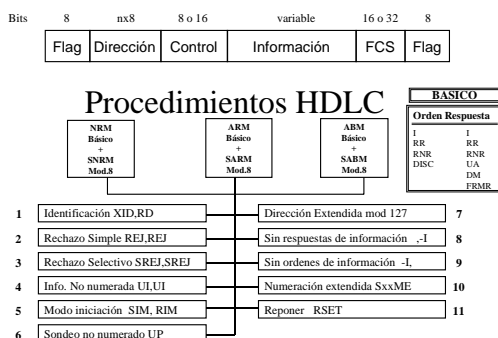 Bits 8 nx8 8 o 16 variable 16 o 32 8
Flag Dirección Control Información FCS Flag
Procedimientos HDLC
NRM
Básico
+
SNRM
Mod.8
ARM
Básico
+
SARM
Mod.8
ABM
Básico
+
SABM
Mod.8
BASICO
Orden Respuesta
I I
RR RR
RNR RNR
DISC UA
DM
FRMR
1 Identificación XID,RD
2 Rechazo Simple REJ,REJ
3 Rechazo Selectivo SREJ,SREJ
4 Info. No numerada UI,UI
5 Modo iniciación SIM, RIM
6 Sondeo no numerado UP
Dirección Extendida mod 127 7
Sin respuestas de información ,-I 8
Sin ordenes de información -I, 9
Numeración extendida SxxME 10
Reponer RSET 11